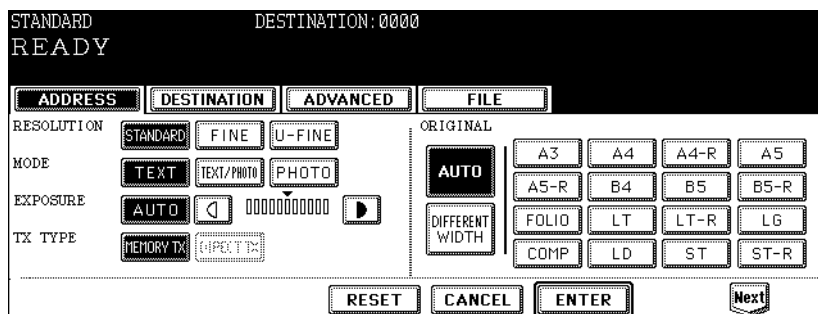 STANDARD DESTINATION:0000
READY
ADDRESS DESTINATION ADVANCED FILE
RESOLUTION STANDARD FINE U-FINE
MODE TEXT TEXT/PHOTO PHOTO
EXPOSURE AUTO
TX TYPE MEMORY TX DIRECT TX
ORIGINAL
AUTO
DIFFERENT
WIDTH
A3 A4 A4-R A5
A5-R B4 B5 B5-R
FOLIO LT LT-R LG
COMP LD ST ST-R
RESET CANCEL ENTER Next